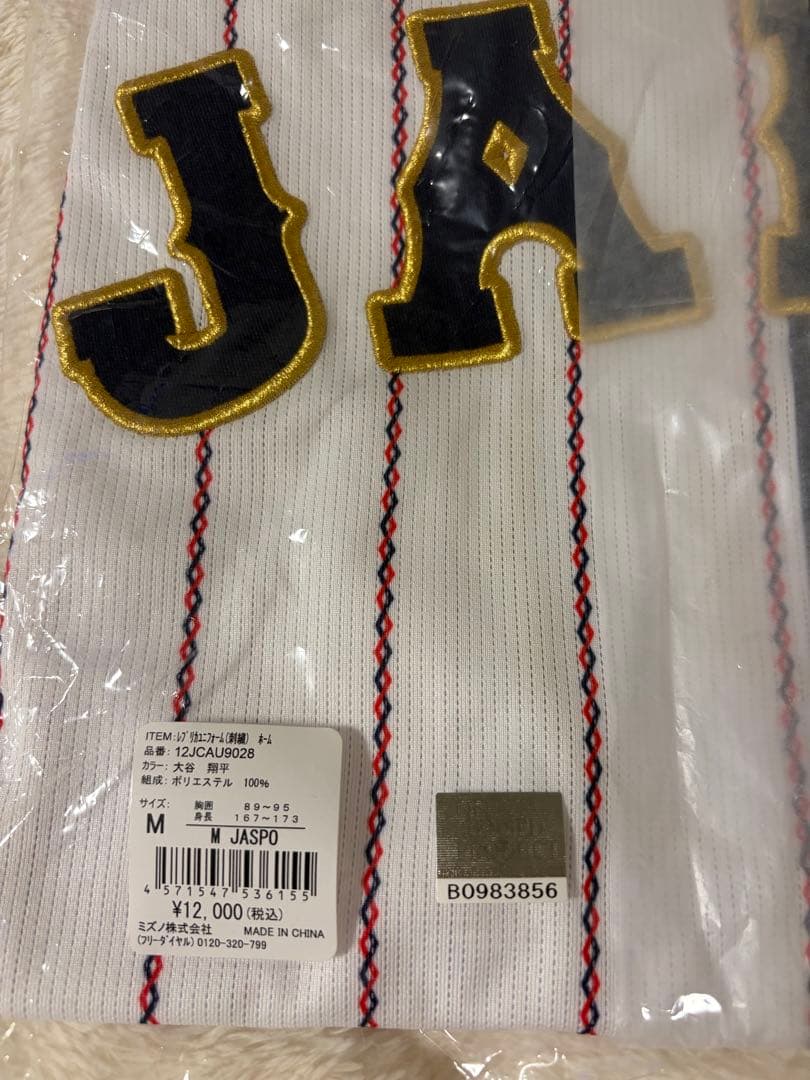 JA
ITEM:レプリカユニフォーム(刺繍) ホーム
品番: 12JCAU9028
カラー: 大谷 翔平
組成: ポリエステル 100%
サイズ: 胸囲 89~95
M 身長 167~173
M JASPO
4 571547 536155
¥12,000(税込)
ミズノ株式会社 MADE IN CHINA
(フリーダイヤル) 0120-320-799
B0983856